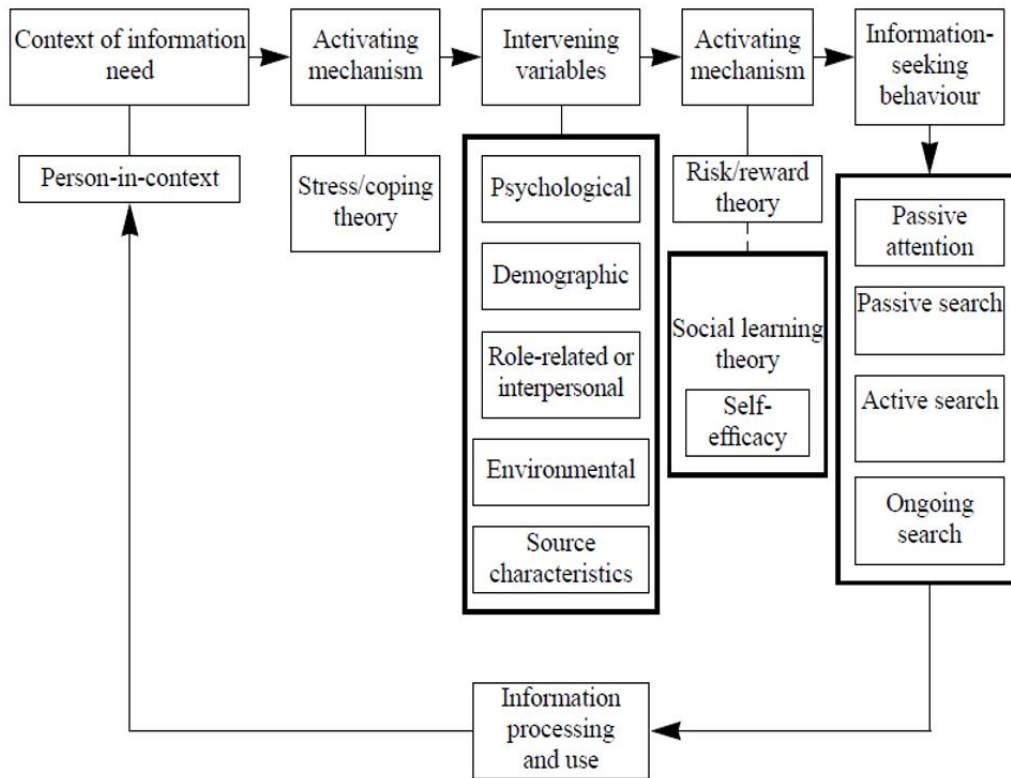 Context of information
need
Activating
mechanism
Intervening
variables
Activating
mechanism
Information-
seeking
behaviour
Person-in-context
Stress/coping
theory
Psychological
Demographic
Role-related or
interpersonal
Environmental
Source
characteristics
Risk/reward
theory
Social learning
theory
Self-
efficacy
Passive
attention
Passive search
Active search
Ongoing
search
Information
processing
and use